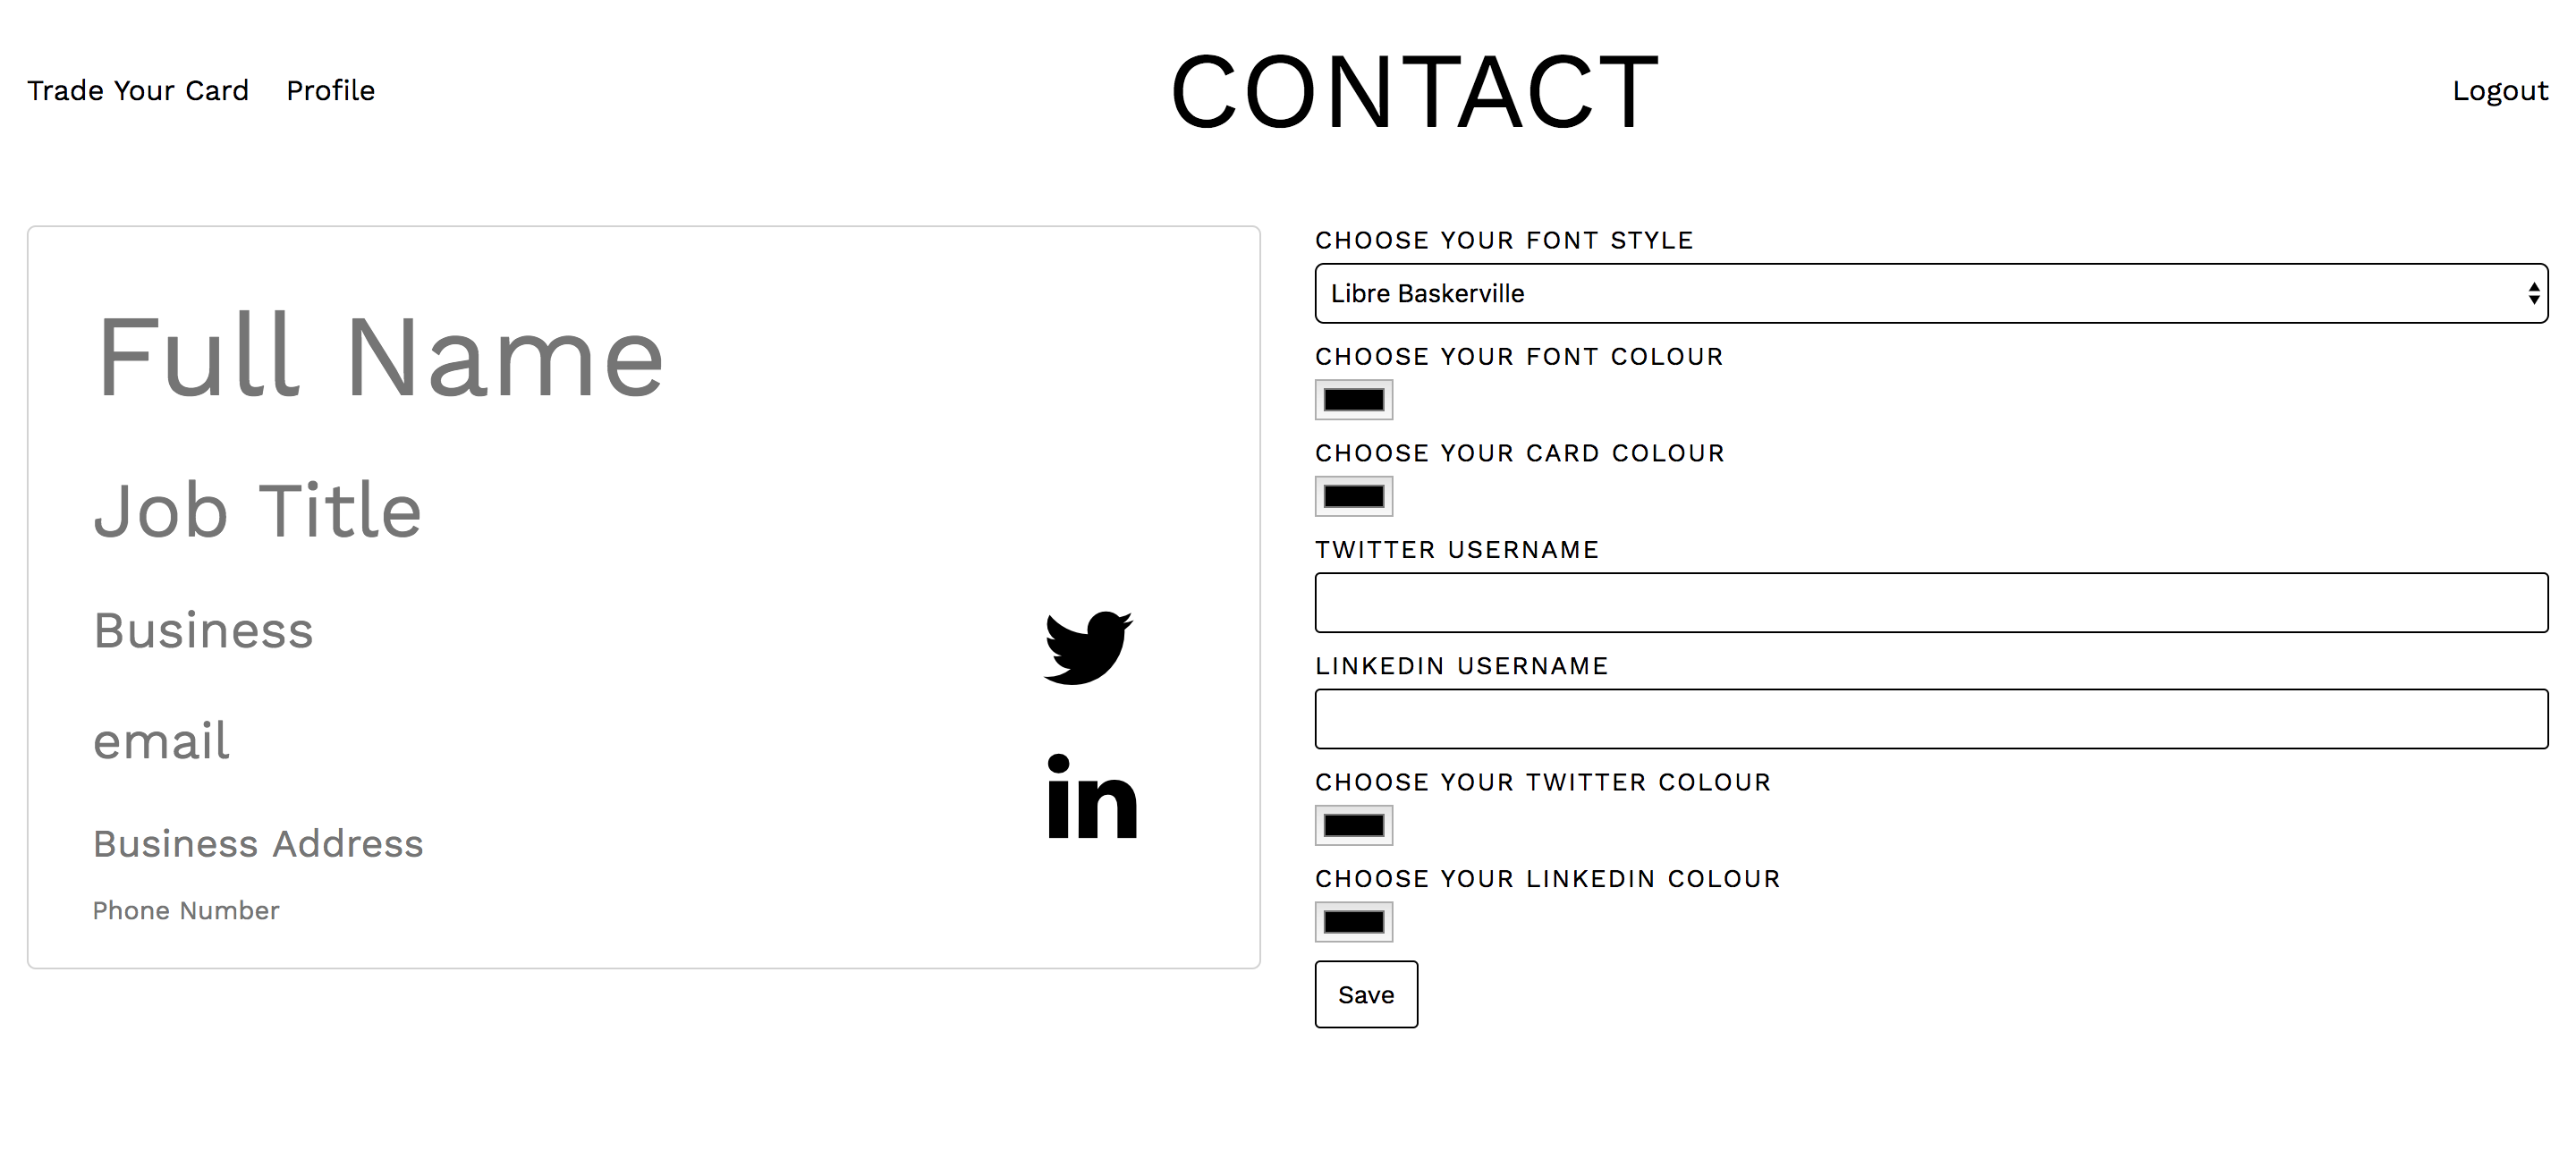 Trade Your Card Profile CONTACT Logout
Full Name
Job Title
Business
email
Business Address
Phone Number
in
CHOOSE YOUR FONT STYLE
Libre Baskerville
CHOOSE YOUR FONT COLOUR
CHOOSE YOUR CARD COLOUR
TWITTER USERNAME
LINKEDIN USERNAME
CHOOSE YOUR TWITTER COLOUR
CHOOSE YOUR LINKEDIN COLOUR
Save